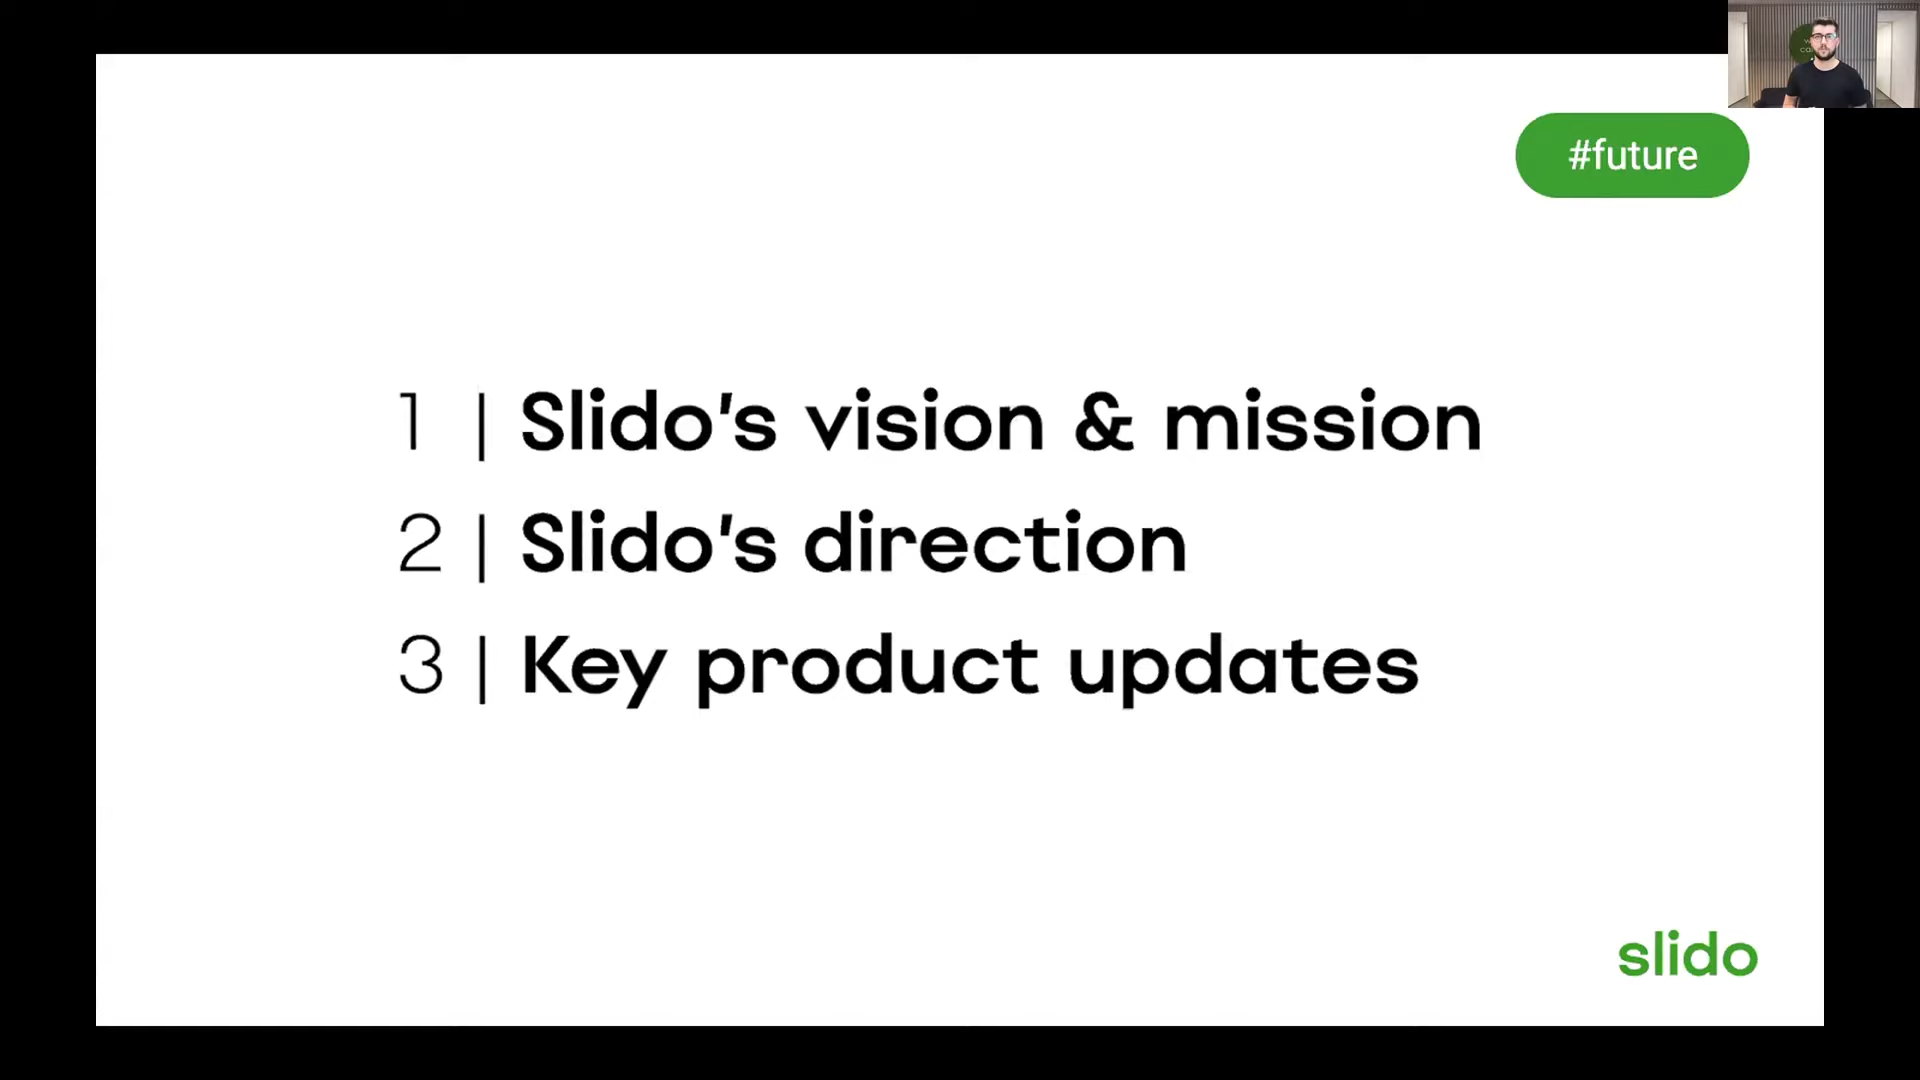 #future
1 | Slido's vision & mission
2 | Slido's direction
3 | Key product updates
slido